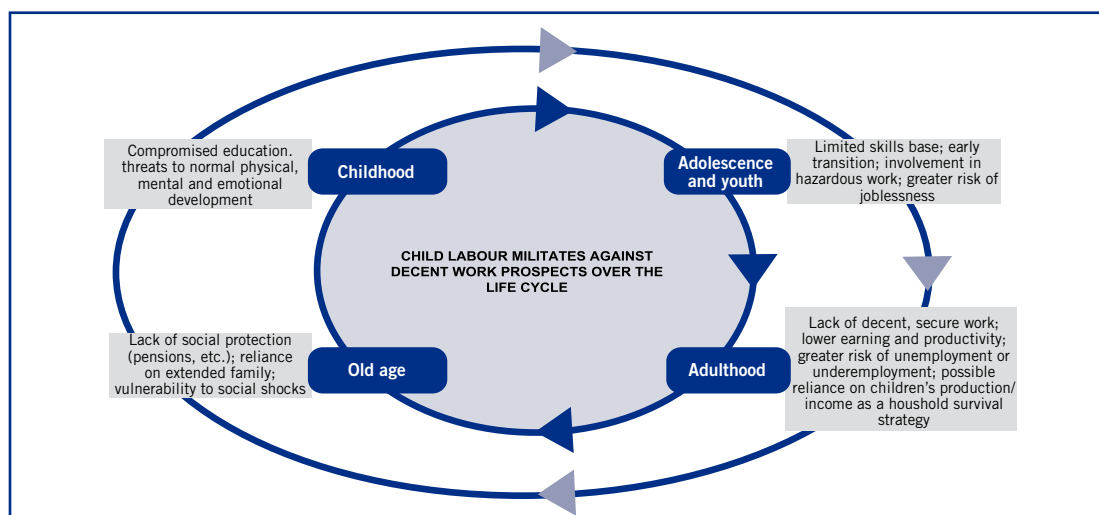 Compromised education.
threats to normal physical,
mental and emotional
development
Childhood
Adolescence
and youth
Limited skills base; early
transition; involvement in
hazardous work; greater risk of
joblessness
CHILD LABOUR MILITATES AGAINST
DECENT WORK PROSPECTS OVER THE
LIFE CYCLE
Lack of social protection
(pensions, etc.); reliance
on extended family;
vulnerability to social shocks
Old age
Adulthood
Lack of decent, secure work;
lower earning and productivity;
greater risk of unemployment or
underemployment; possible
reliance on children’s production/
income as a houshold survival
strategy